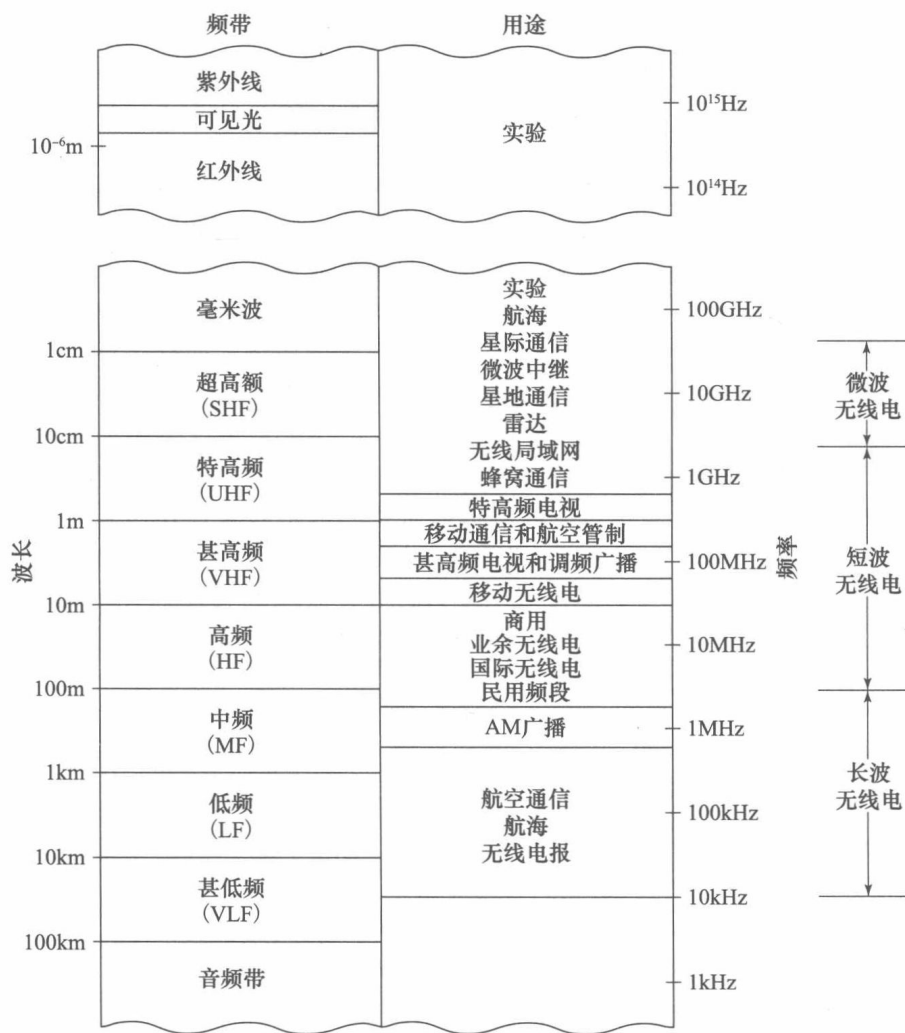 频带 用途
紫外线
10¹⁵Hz
可见光
实验
10⁻⁶m
红外线
10¹⁴Hz
毫米波
实验
航海
100GHz
星际通信
1cm
微波中继
超高额
(SHF)
星地通信
10GHz
微波
无线电
雷达
10cm
无线局域网
特高频
(UHF)
蜂窝通信
1GHz
特高频电视
1m
移动通信和航空管制
甚高频
(VHF)
甚高频电视和调频广播
100MHz
波长
频率
短波
无线电
移动无线电
10m
商用
高频
(HF)
业余无线电
10MHz
国际无线电
100m
民用频段
中频
(MF)
AM广播
1MHz
1km
长波
无线电
低频
(LF)
航空通信
航海
无线电报
100kHz
10km
甚低频
(VLF)
10kHz
100km
音频带
1kHz